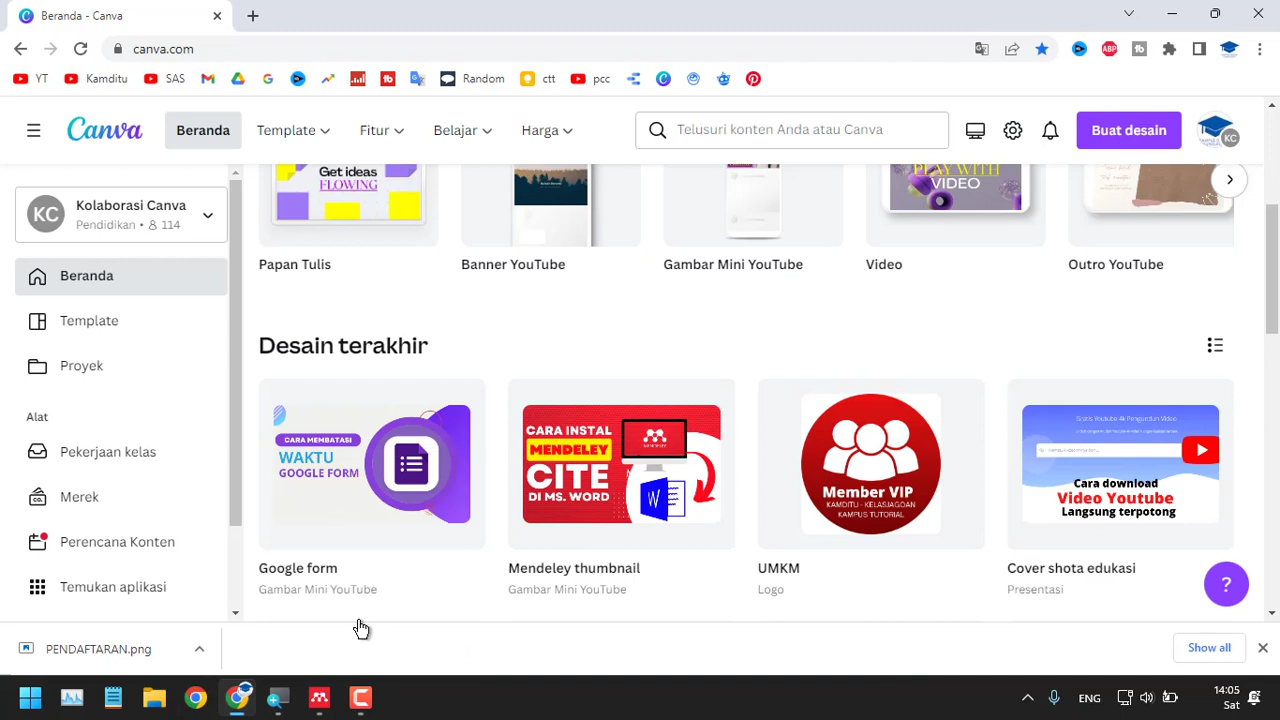 Beranda - Canva
canva.com
ABP
YT
Kamditu
SAS
Random
ctt
pcc
Canva
Beranda
Template
Fitur
Belajar
Harga
Telusuri konten Anda atau Canva
Buat desain
KC
KC
Kolaborasi Canva
Pendidikan • 114
Beranda
Template
Proyek
Alat
Pekerjaan kelas
Merek
Perencana Konten
Temukan aplikasi
Get ideas
FLOWING
PLAY WITH
VIDEO
Papan Tulis
Banner YouTube
Gambar Mini YouTube
Video
Outro YouTube
Desain terakhir
CARA MEMBATASI
WAKTU
GOOGLE FORM
CARA INSTAL
MENDELEY
CITE
DI MS. WORD
W
Member VIP
KAMDITU - KELASJAGOAN
KAMPUS TUTORIAL
Cara download
Video Youtube
Langsung terpotong
Google form
Gambar Mini YouTube
Mendeley thumbnail
Gambar Mini YouTube
UMKM
Logo
Cover shota edukasi
Presentasi
?
PENDAFTARAN.png
Show all
ENG
14:05
Sat